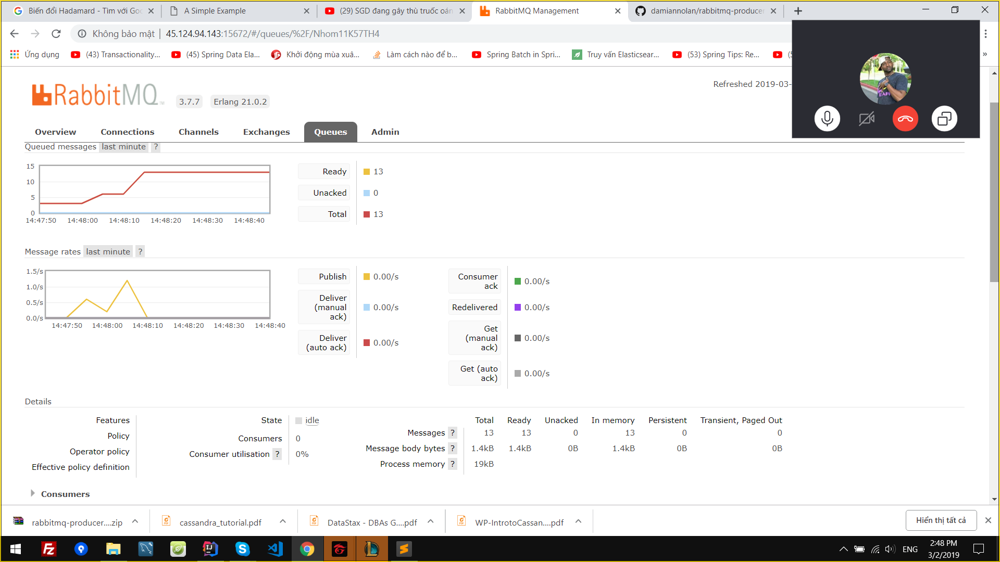 Biến đổi Hadamard - Tìm với Goo
A Simple Example
(29) SGD đang gây thù truốc oán
RabbitMQ Management
damiannolan/rabbitmq-producer
Không bảo mật | 45.124.94.143:15672/#/queues/%2F/Nhom11K57TH4
Ứng dụng
(43) Transactionality...
(45) Spring Data Ela...
Khởi động mùa xuâ...
Làm cách nào để b...
Spring Batch in Spri...
Truy vấn Elasticsear...
(53) Spring Tips: Re...
»
RabbitMQ™
3.7.7
Erlang 21.0.2
Refreshed 2019-03-
Overview
Connections
Channels
Exchanges
Queues
Admin
Queued messages last minute ?
15
10
5
0
14:47:50 14:48:00 14:48:10 14:48:20 14:48:30 14:48:40
Ready 13
Unacked 0
Total 13
Message rates last minute ?
1.5/s
1.0/s
0.5/s
0.0/s
14:47:50 14:48:00 14:48:10 14:48:20 14:48:30 14:48:40
Publish 0.00/s
Deliver (manual ack) 0.00/s
Deliver (auto ack) 0.00/s
Consumer ack 0.00/s
Redelivered 0.00/s
Get (manual ack) 0.00/s
Get (auto ack) 0.00/s
Details
Features
Policy
Operator policy
Effective policy definition
State idle
Consumers 0
Consumer utilisation ? 0%
Total Ready Unacked In memory Persistent Transient, Paged Out
Messages ? 13 13 0 13 0 0
Message body bytes ? 1.4kB 1.4kB 0B 1.4kB 0B 0B
Process memory ? 19kB
Consumers
rabbitmq-producer....zip
cassandra_tutorial.pdf
DataStax - DBAs G....pdf
WP-IntrotoCassan....pdf
Hiển thị tất cả
ENG
2:48 PM
3/2/2019